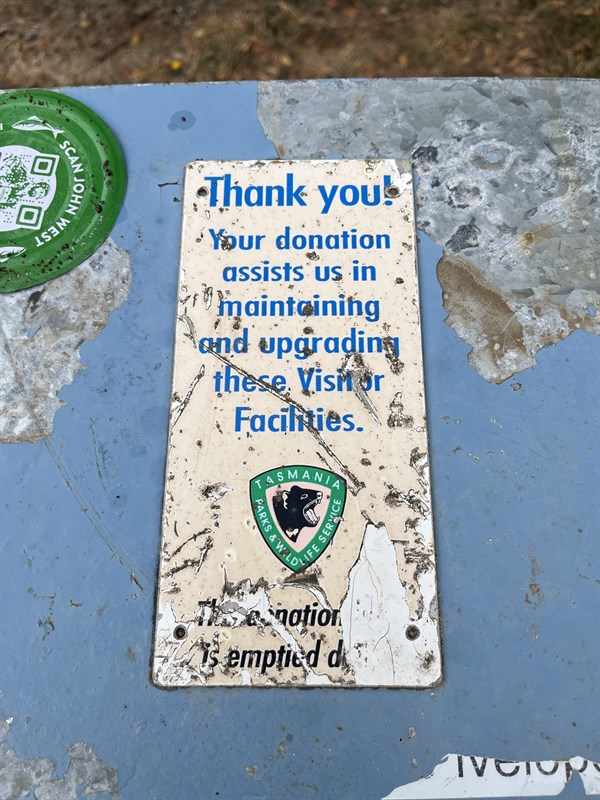 SCAN JOHN WEST
Thank you!
Your donation
assists us in
maintaining
and upgrading
these Visitor
Facilities.
TASMANIA
PARKS & WILDLIFE SERVICE
is emptied